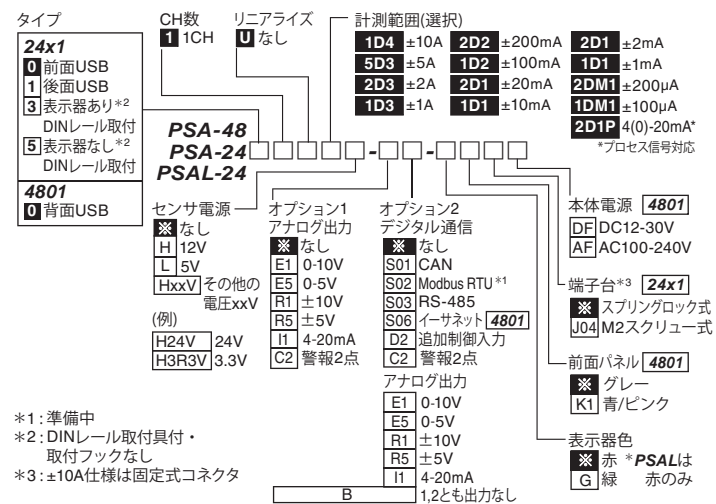 タイプ
24x1
0 前面USB
1 後面USB
3 表示器あり*2
DINレール取付
5 表示器なし*2
DINレール取付
4801
0 背面USB
CH数
1 1CH
リニアライズ
U なし
計測範囲(選択)
1D4 ±10A 2D2 ±200mA 2D1 ±2mA
5D3 ±5A 1D2 ±100mA 1D1 ±1mA
2D3 ±2A 2D1 ±20mA 2DM1 ±200μA
1D3 ±1A 1D1 ±10mA 1DM1 ±100μA
2D1P 4(0)-20mA*
*プロセス信号対応
PSA-48
PSA-24□□□□□-□□-□□□□
PSAL-24
センサ電源
※ なし
H 12V
L 5V
HxxV その他の
電圧xxV
(例)
H24V 24V
H3R3V 3.3V
オプション1
アナログ出力
※ なし
E1 0-10V
E5 0-5V
R1 ±10V
R5 ±5V
I1 4-20mA
C2 警報2点
オプション2
デジタル通信
※ なし
S01 CAN
S02 Modbus RTU*1
S03 RS-485
S06 イーサネット 4801
D2 追加制御入力
C2 警報2点
アナログ出力
E1 0-10V
E5 0-5V
R1 ±10V
R5 ±5V
I1 4-20mA
B 1,2とも出力なし
本体電源 4801
DF DC12-30V
AF AC100-240V
端子台*3 24x1
※ スプリングロック式
J04 M2スクリュー式
前面パネル 4801
※ グレー
K1 青/ピンク
表示器色
※ 赤 *PSALは
G 緑 赤のみ
*1:準備中
*2:DINレール取付具付・
取付フックなし
*3:±10A仕様は固定式コネクタ